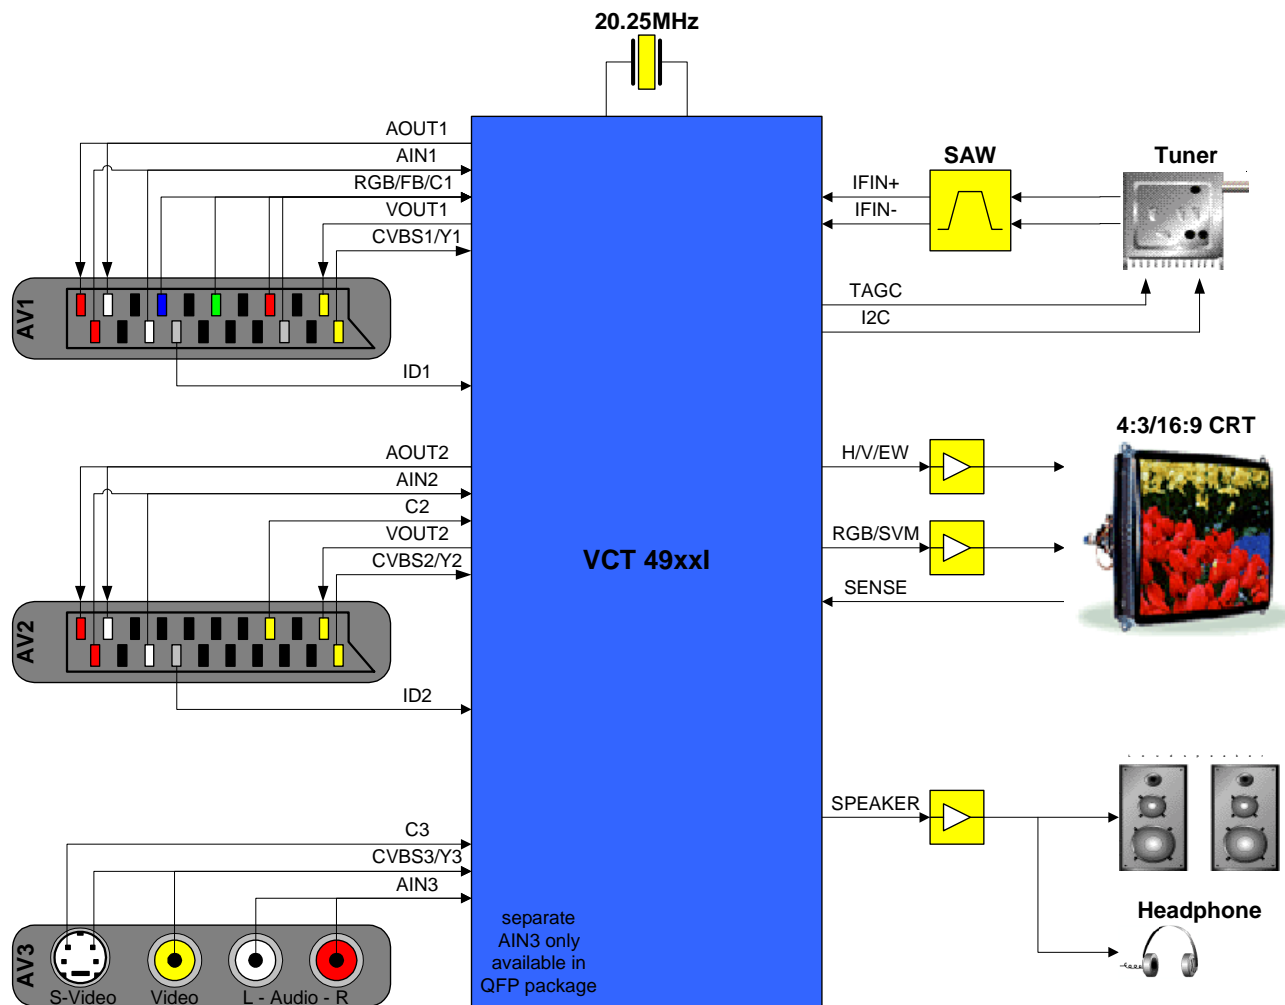 20.25MHz
AOUT1
AIN1
RGB/FB/C1
VOUT1
CVBS1/Y1
AV1
ID1
AOUT2
AIN2
C2
VOUT2
CVBS2/Y2
AV2
ID2
C3
CVBS3/Y3
AIN3
AV3
S-Video
Video
L - Audio - R
VCT 49xxI
separate
AIN3 only
available in
QFP package
SAW
Tuner
IFIN+
IFIN-
TAGC
I2C
4:3/16:9 CRT
H/V/EW
RGB/SVM
SENSE
SPEAKER
Headphone